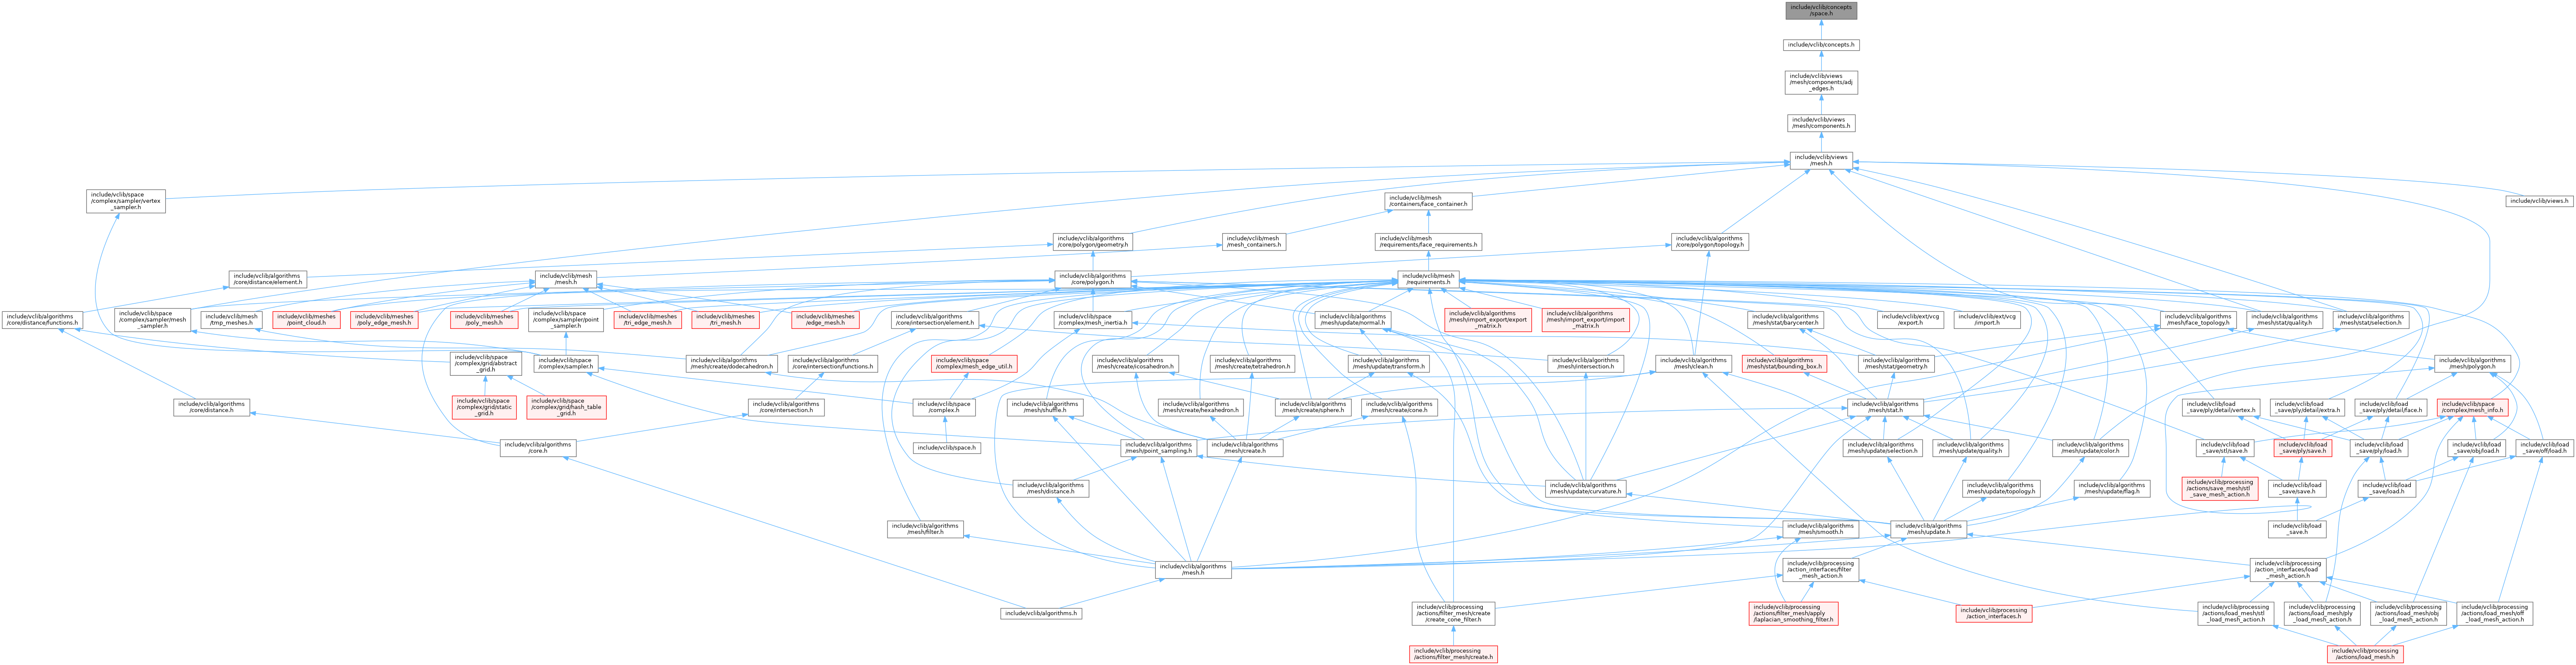 include/vclib/concepts
/space.h
include/vclib/concepts.h
include/vclib/views
/mesh/components/adj
_edges.h
include/vclib/views
/mesh/components.h
include/vclib/views
/mesh.h
include/vclib/space
/complex/sampler/vertex
_sampler.h
include/vclib/mesh
/containers/face_container.h
include/vclib/views.h
include/vclib/algorithms
/core/polygon/geometry.h
include/vclib/mesh
/mesh_containers.h
include/vclib/mesh
/requirements/face_requirements.h
include/vclib/algorithms
/core/polygon/topology.h
include/vclib/algorithms
/core/distance/element.h
include/vclib/mesh
/mesh.h
include/vclib/algorithms
/core/polygon.h
include/vclib/mesh
/requirements.h
include/vclib/algorithms
/core/distance/functions.h
include/vclib/space
/complex/sampler/mesh
_sampler.h
include/vclib/mesh
/tmp_meshes.h
include/vclib/meshes
/point_cloud.h
include/vclib/meshes
/poly_edge_mesh.h
include/vclib/meshes
/poly_mesh.h
include/vclib/space
/complex/sampler/point
_sampler.h
include/vclib/meshes
/tri_edge_mesh.h
include/vclib/meshes
/tri_mesh.h
include/vclib/meshes
/edge_mesh.h
include/vclib/algorithms
/core/intersection/element.h
include/vclib/space
/complex/mesh_inertia.h
include/vclib/algorithms
/mesh/update/normal.h
include/vclib/algorithms
/mesh/import_export/export
_matrix.h
include/vclib/algorithms
/mesh/import_export/import
_matrix.h
include/vclib/algorithms
/mesh/stat/barycenter.h
include/vclib/ext/vcg
/export.h
include/vclib/ext/vcg
/import.h
include/vclib/algorithms
/mesh/face_topology.h
include/vclib/algorithms
/mesh/stat/quality.h
include/vclib/algorithms
/mesh/stat/selection.h
include/vclib/space
/complex/grid/abstract
_grid.h
include/vclib/space
/complex/sampler.h
include/vclib/algorithms
/mesh/create/dodecahedron.h
include/vclib/algorithms
/core/intersection/functions.h
include/vclib/space
/complex/mesh_edge_util.h
include/vclib/algorithms
/mesh/create/icosahedron.h
include/vclib/algorithms
/mesh/create/tetrahedron.h
include/vclib/algorithms
/mesh/update/transform.h
include/vclib/algorithms
/mesh/intersection.h
include/vclib/algorithms
/mesh/clean.h
include/vclib/algorithms
/mesh/stat/bounding_box.h
include/vclib/algorithms
/mesh/stat/geometry.h
include/vclib/algorithms
/mesh/polygon.h
include/vclib/algorithms
/core/distance.h
include/vclib/space
/complex/grid/static
_grid.h
include/vclib/space
/complex/grid/hash_table
_grid.h
include/vclib/algorithms
/core/intersection.h
include/vclib/space
/complex.h
include/vclib/algorithms
/mesh/shuffle.h
include/vclib/algorithms
/mesh/create/hexahedron.h
include/vclib/algorithms
/mesh/create/sphere.h
include/vclib/algorithms
/mesh/create/cone.h
include/vclib/algorithms
/mesh/stat.h
include/vclib/load
_save/ply/detail/vertex.h
include/vclib/load
_save/ply/detail/extra.h
include/vclib/load
_save/ply/detail/face.h
include/vclib/space
/complex/mesh_info.h
include/vclib/algorithms
/core.h
include/vclib/space.h
include/vclib/algorithms
/mesh/point_sampling.h
include/vclib/algorithms
/mesh/create.h
include/vclib/algorithms
/mesh/update/selection.h
include/vclib/algorithms
/mesh/update/quality.h
include/vclib/algorithms
/mesh/update/color.h
include/vclib/load
_save/stl/save.h
include/vclib/load
_save/ply/save.h
include/vclib/load
_save/ply/load.h
include/vclib/load
_save/obj/load.h
include/vclib/load
_save/off/load.h
include/vclib/algorithms
/mesh/distance.h
include/vclib/algorithms
/mesh/update/curvature.h
include/vclib/algorithms
/mesh/update/topology.h
include/vclib/algorithms
/mesh/update/flag.h
include/vclib/processing
/actions/save_mesh/stl
_save_mesh_action.h
include/vclib/load
_save/save.h
include/vclib/load
_save/load.h
include/vclib/algorithms
/mesh/filter.h
include/vclib/algorithms
/mesh/smooth.h
include/vclib/algorithms
/mesh/update.h
include/vclib/load
_save.h
include/vclib/algorithms
/mesh.h
include/vclib/processing
/action_interfaces/filter
_mesh_action.h
include/vclib/processing
/action_interfaces/load
_mesh_action.h
include/vclib/algorithms.h
include/vclib/processing
/actions/filter_mesh/create
/create_cone_filter.h
include/vclib/processing
/actions/filter_mesh/apply
/laplacian_smoothing_filter.h
include/vclib/processing
/action_interfaces.h
include/vclib/processing
/actions/load_mesh/stl
_load_mesh_action.h
include/vclib/processing
/actions/load_mesh/ply
_load_mesh_action.h
include/vclib/processing
/actions/load_mesh/obj
_load_mesh_action.h
include/vclib/processing
/actions/load_mesh/off
_load_mesh_action.h
include/vclib/processing
/actions/filter_mesh/create.h
include/vclib/processing
/actions/load_mesh.h